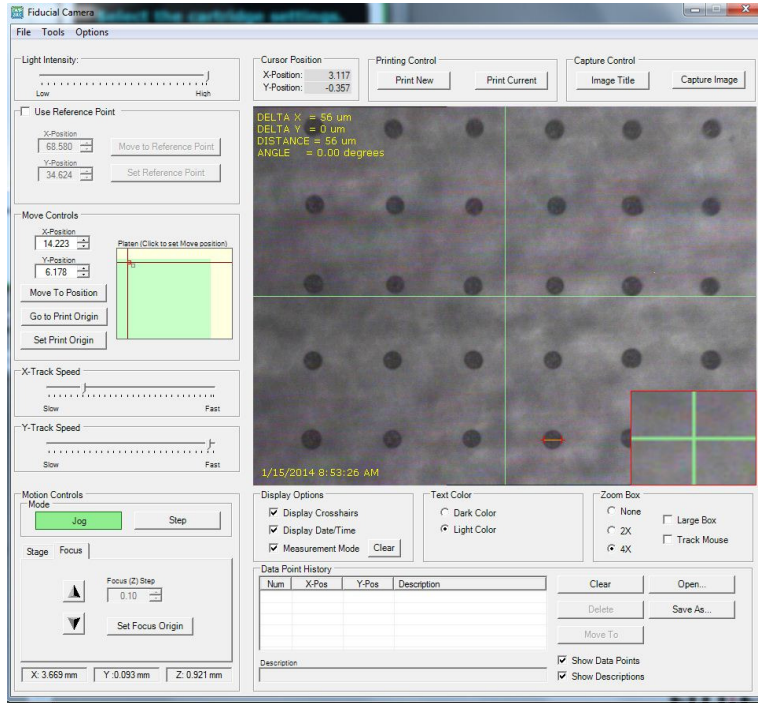 Select the cartridge settings.
Fiducial Camera
File Tools Options
Light Intensity:
Low High
Use Reference Point
X-Position
68.580
Move to Reference Point
Y-Position
34.624
Set Reference Point
Move Controls
X-Position
14.223
Y-Position
6.178
Platen (Click to set Move position)
Move To Position
Go to Print Origin
Set Print Origin
X-Track Speed
Slow Fast
Y-Track Speed
Slow Fast
Motion Controls
Mode
Jog Step
Stage Focus
Focus (Z) Step
0.10
Set Focus Origin
X: 3.669 mm Y :0.093 mm Z: 0.921 mm
Cursor Position
X-Position: 3.117
Y-Position: -0.357
Printing Control
Print New Print Current
Capture Control
Image Title Capture Image
DELTA X = 56 um
DELTA Y = 0 um
DISTANCE = 56 um
ANGLE = 0.00 degrees
1/15/2014 8:53:26 AM
Display Options
Display Crosshairs
Display Date/Time
Measurement Mode Clear
Text Color
Dark Color
Light Color
Zoom Box
None
2X
4X
Large Box
Track Mouse
Data Point History
Num X-Pos Y-Pos Description
Description
Clear Open...
Delete Save As...
Move To
Show Data Points
Show Descriptions